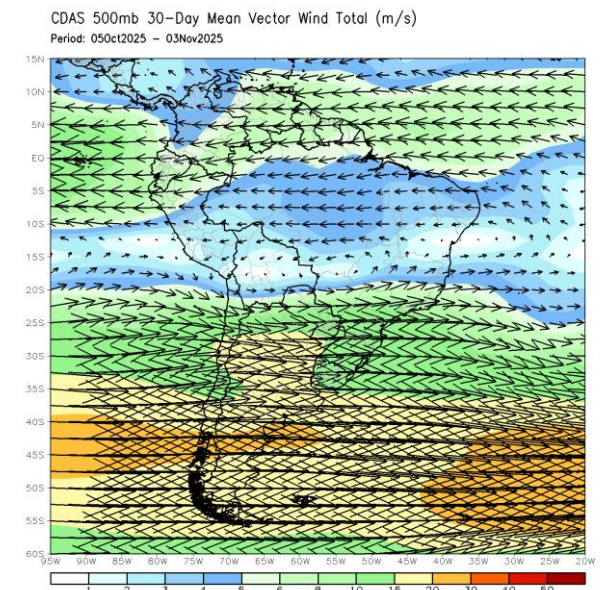 CDAS 500mb 30-Day Mean Vector Wind Total (m/s)
Period: 05Oct2025 - 03Nov2025
15N
10N
5N
EQ
5S
10S
15S
20S
25S
30S
35S
40S
45S
50S
55S
60S
95W 90W 85W 80W 75W 70W 65W 60W 55W 50W 45W 40W 35W 30W 25W 20W
1 2 3 4 5 6 8 10 15 20 30 40 50